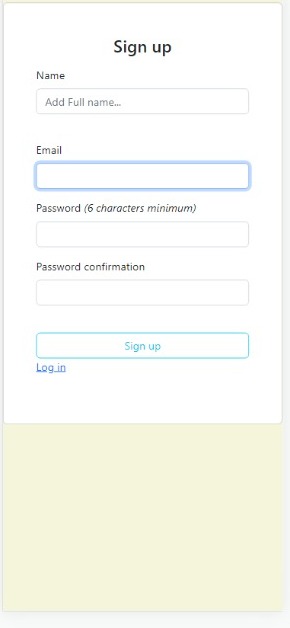 Sign up
Name
Add Full name...
Email
Password (6 characters minimum)
Password confirmation
Sign up
Log in